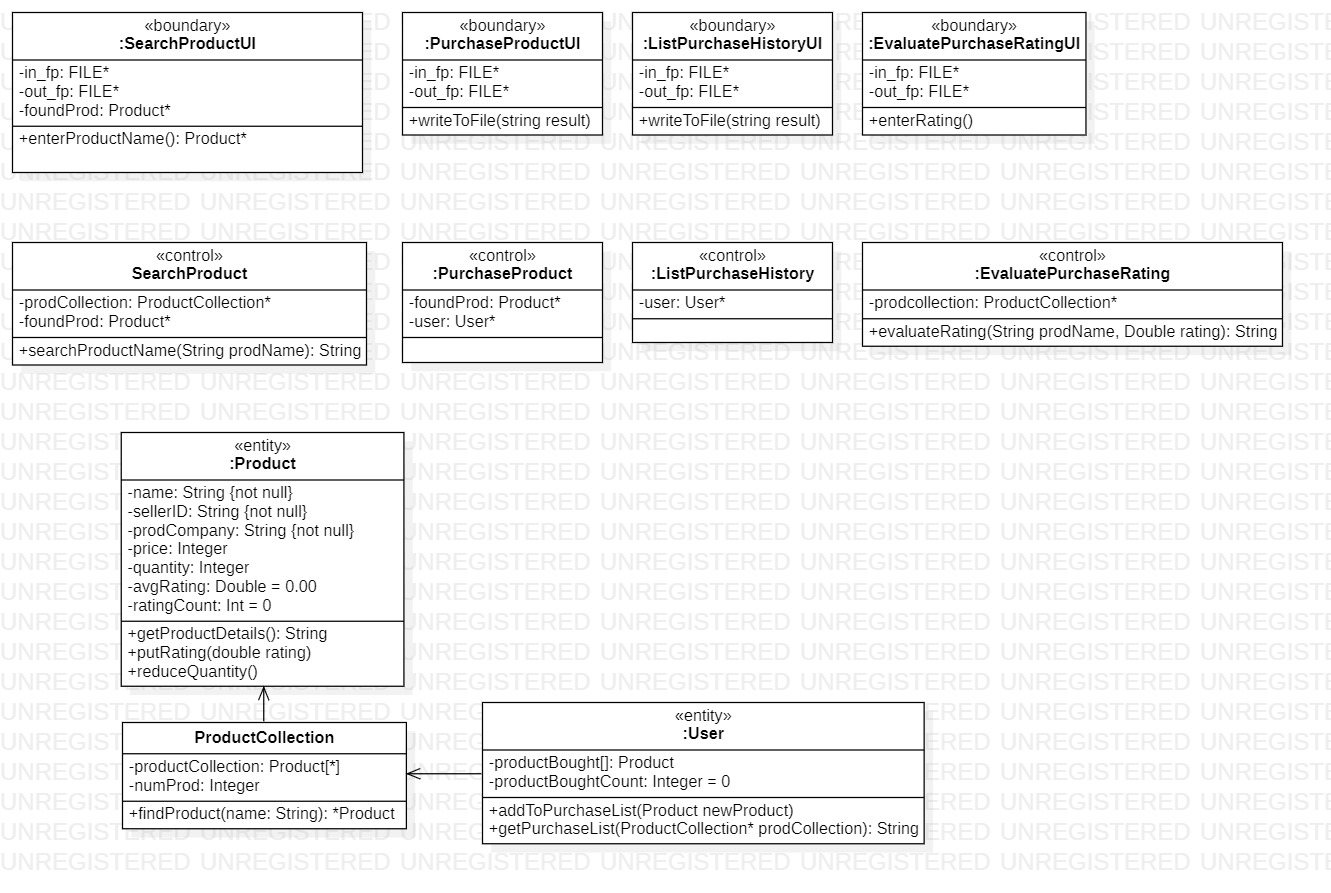 «boundary»
:SearchProductUI
-in_fp: FILE*
-out_fp: FILE*
-foundProd: Product*
+enterProductName(): Product*
«boundary»
:PurchaseProductUI
-in_fp: FILE*
-out_fp: FILE*
+writeToFile(string result)
«boundary»
:ListPurchaseHistoryUI
-in_fp: FILE*
-out_fp: FILE*
+writeToFile(string result)
«boundary»
:EvaluatePurchaseRatingUI
-in_fp: FILE*
-out_fp: FILE*
+enterRating()
«control»
SearchProduct
-prodCollection: ProductCollection*
-foundProd: Product*
+searchProductName(String prodName): String
«control»
:PurchaseProduct
-foundProd: Product*
-user: User*
«control»
:ListPurchaseHistory
-user: User*
«control»
:EvaluatePurchaseRating
-prodcollection: ProductCollection*
+evaluateRating(String prodName, Double rating): String
«entity»
:Product
-name: String {not null}
-sellerID: String {not null}
-prodCompany: String {not null}
-price: Integer
-quantity: Integer
-avgRating: Double = 0.00
-ratingCount: Int = 0
+getProductDetails(): String
+putRating(double rating)
+reduceQuantity()
ProductCollection
-productCollection: Product[*]
-numProd: Integer
+findProduct(name: String): *Product
«entity»
:User
-productBought[]: Product
-productBoughtCount: Integer = 0
+addToPurchaseList(Product newProduct)
+getPurchaseList(ProductCollection* prodCollection): String
UNREGISTERED